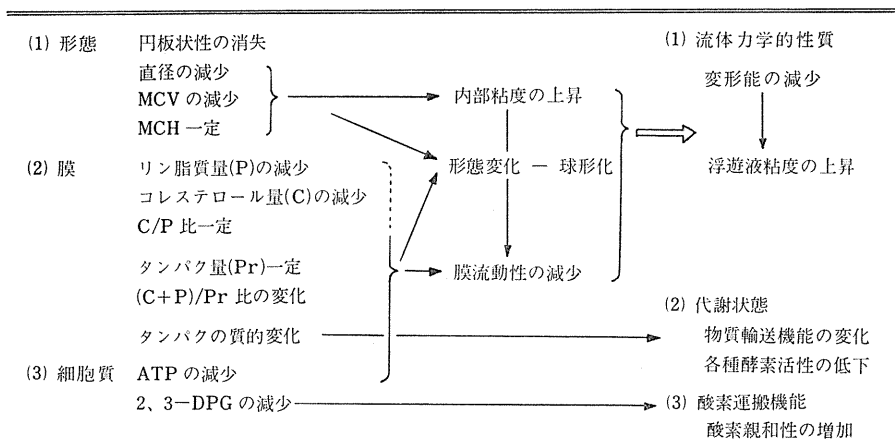 (1) 形態 円板状性の消失
直径の減少
MCV の減少
MCH 一定
(2) 膜 リン脂質量(P)の減少
コレステロール量(C)の減少
C/P 比一定
タンパク量(Pr)一定
(C+P)/Pr 比の変化
タンパクの質的変化
(3) 細胞質 ATP の減少
2、3-DPG の減少
内部粘度の上昇
形態変化 — 球形化
膜流動性の減少
(1) 流体力学的性質
変形能の減少
浮遊液粘度の上昇
(2) 代謝状態
物質輸送機能の変化
各種酵素活性の低下
(3) 酸素運搬機能
酸素親和性の増加